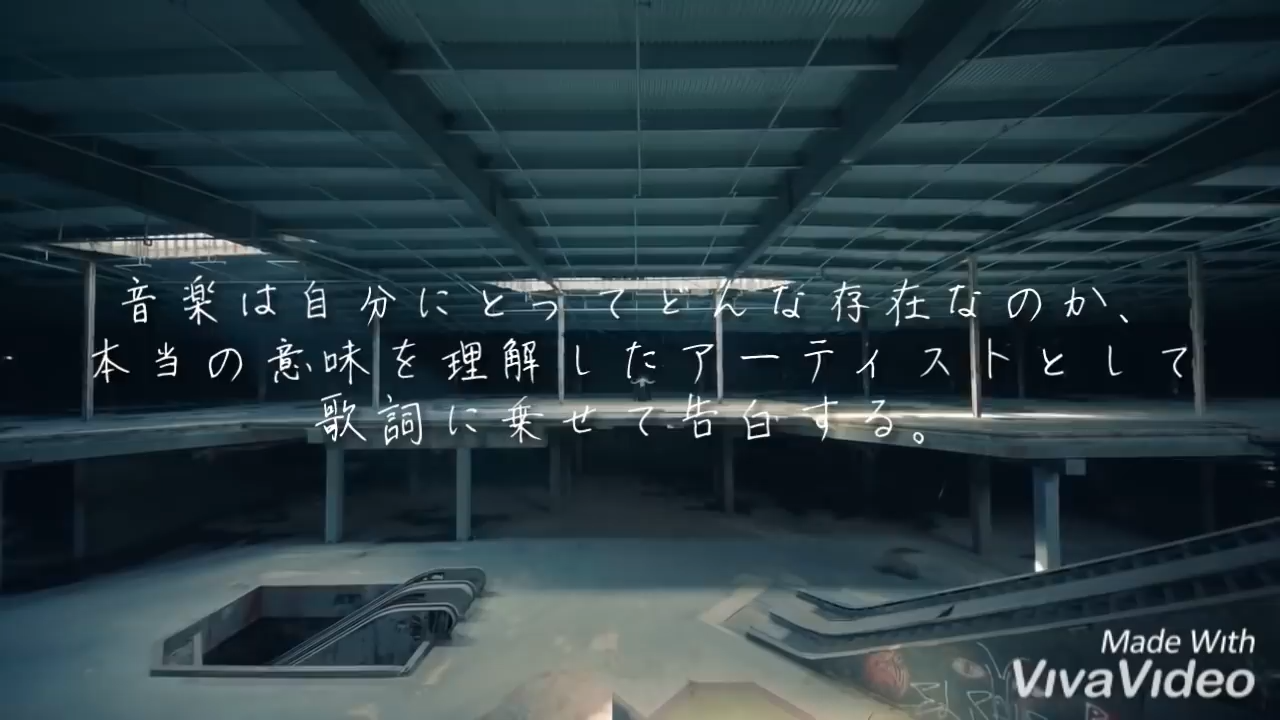 音楽は自分にとってどんな存在なのか、
本当の意味を理解したアーティストとして
歌詞に乗せて告白する。
Made With
VivaVideo